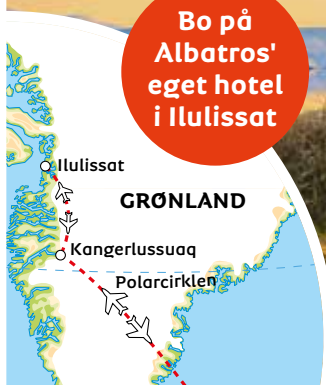 Bo på
Albatros'
eget hotel
i Ilulissat
Ilulissat
GRØNLAND
Kangerlussuaq
Polarcirklen